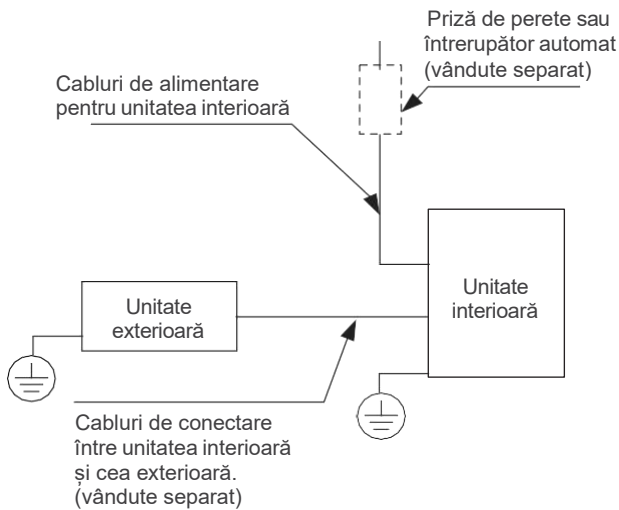 Priză de perete sau
întrerupător automat
(vândute separat)
Cabluri de alimentare
pentru unitatea interioară
Unitate
interioară
Unitate
exterioară
Cabluri de conectare
între unitatea interioară
și cea exterioară.
(vândute separat)